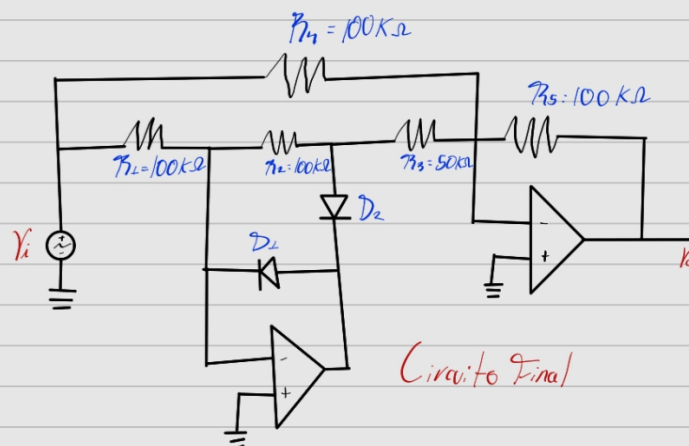 R₄ = 100KΩ
R₅ : 100 KΩ
R₁=100KΩ
R₂=100KΩ
R₃=50KΩ
D₂
Vi
D₁
-
+
-
+
Circuito Final